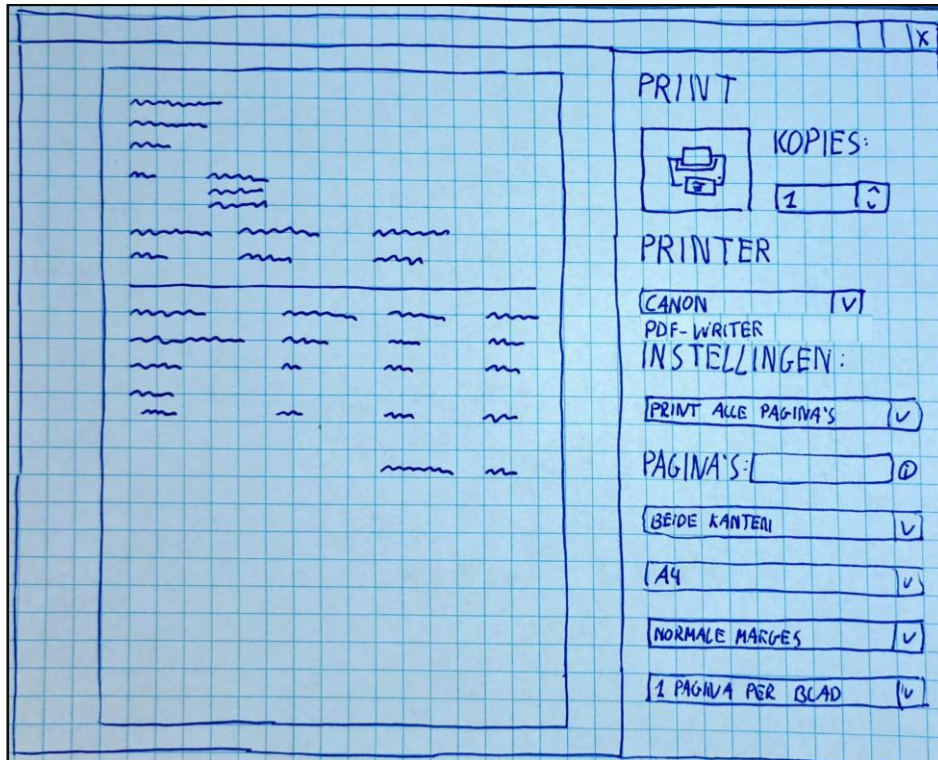 X
PRINT
KOPIES:
1
PRINTER
CANON
PDF-WRITER
INSTELLINGEN:
PRINT ALLE PAGINA'S
PAGINA'S:
i
BEIDE KANTEN
A4
NORMALE MARGES
1 PAGINA PER BLAD